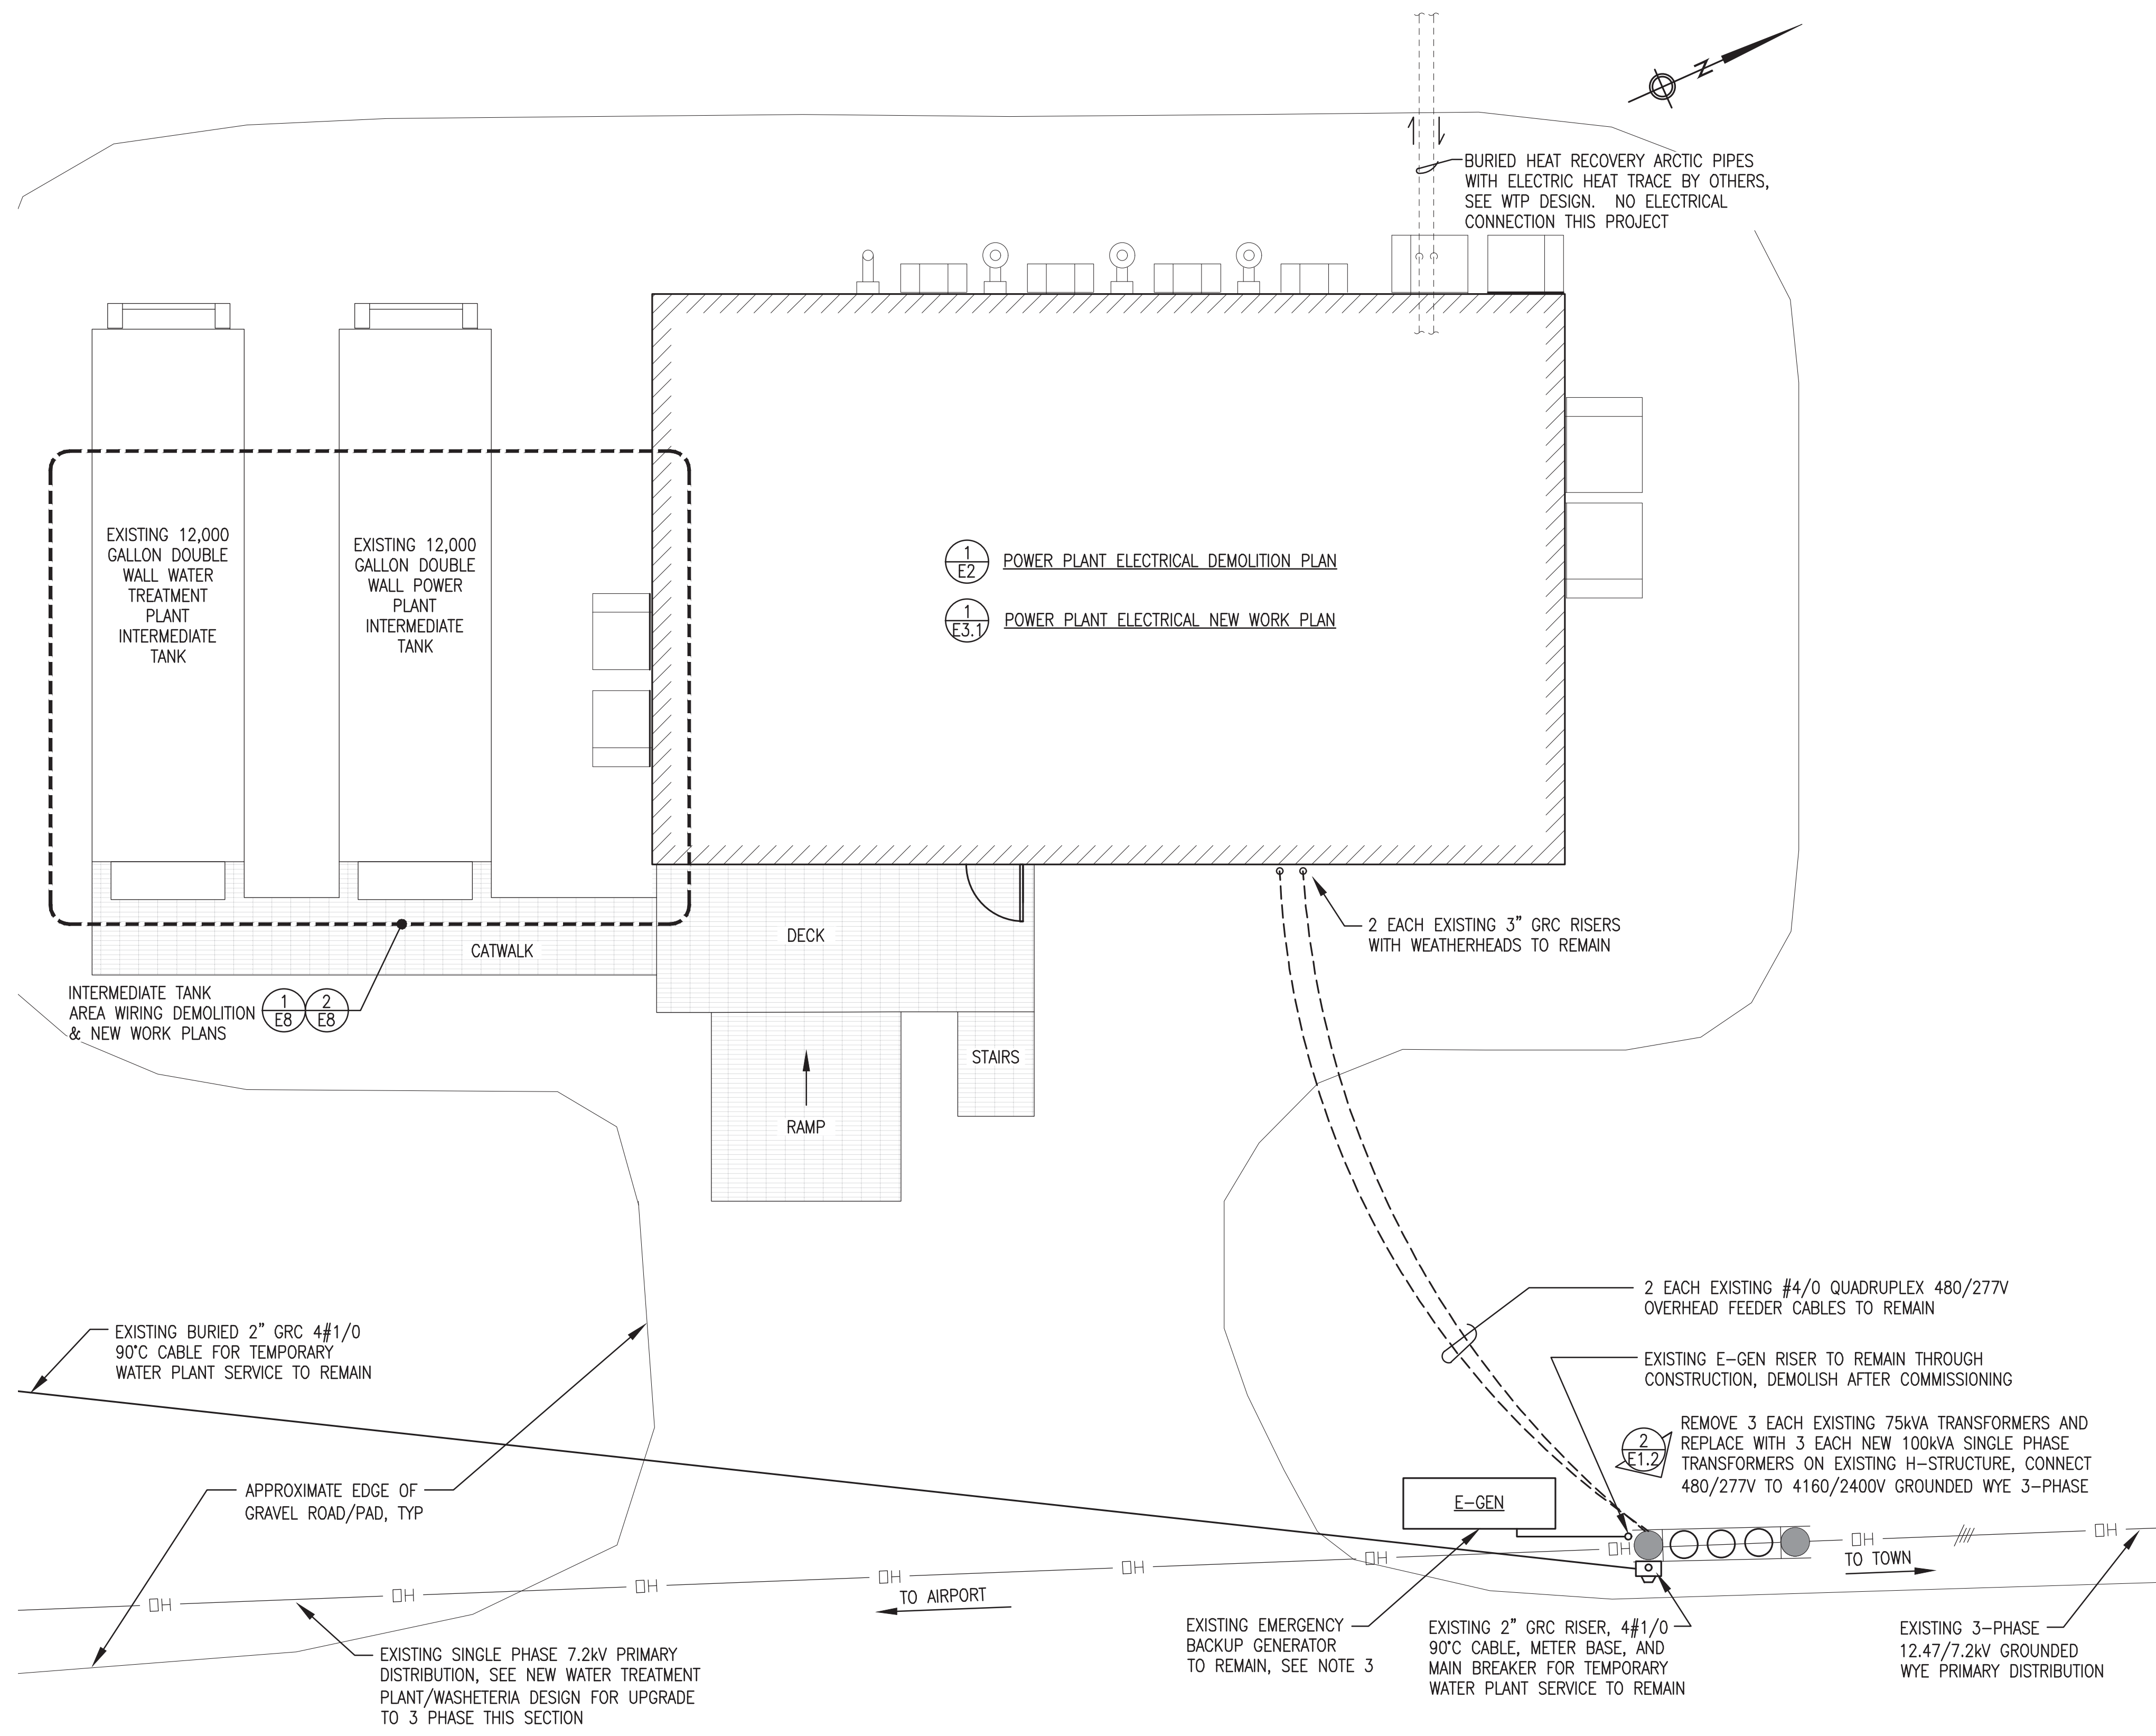 N
BURIED HEAT RECOVERY ARCTIC PIPES
WITH ELECTRIC HEAT TRACE BY OTHERS,
SEE WTP DESIGN. NO ELECTRICAL
CONNECTION THIS PROJECT
EXISTING 12,000
GALLON DOUBLE
WALL WATER
TREATMENT
PLANT
INTERMEDIATE
TANK
EXISTING 12,000
GALLON DOUBLE
WALL POWER
PLANT
INTERMEDIATE
TANK
1
E2
POWER PLANT ELECTRICAL DEMOLITION PLAN
1
E3.1
POWER PLANT ELECTRICAL NEW WORK PLAN
2 EACH EXISTING 3" GRC RISERS
WITH WEATHERHEADS TO REMAIN
DECK
CATWALK
INTERMEDIATE TANK
AREA WIRING DEMOLITION
& NEW WORK PLANS
1
E8
2
E8
STAIRS
RAMP
2 EACH EXISTING #4/0 QUADRUPLEX 480/277V
OVERHEAD FEEDER CABLES TO REMAIN
EXISTING BURIED 2" GRC 4#1/0
90°C CABLE FOR TEMPORARY
WATER PLANT SERVICE TO REMAIN
EXISTING E-GEN RISER TO REMAIN THROUGH
CONSTRUCTION, DEMOLISH AFTER COMMISSIONING
2
E1.2
REMOVE 3 EACH EXISTING 75kVA TRANSFORMERS AND
REPLACE WITH 3 EACH NEW 100kVA SINGLE PHASE
TRANSFORMERS ON EXISTING H-STRUCTURE, CONNECT
480/277V TO 4160/2400V GROUNDED WYE 3-PHASE
APPROXIMATE EDGE OF
GRAVEL ROAD/PAD, TYP
E-GEN
OH
OH
OH
OH
OH
OH
OH
OH
OH
TO TOWN
TO AIRPORT
EXISTING SINGLE PHASE 7.2kV PRIMARY
DISTRIBUTION, SEE NEW WATER TREATMENT
PLANT/WASHETERIA DESIGN FOR UPGRADE
TO 3 PHASE THIS SECTION
EXISTING EMERGENCY
BACKUP GENERATOR
TO REMAIN, SEE NOTE 3
EXISTING 2" GRC RISER, 4#1/0
90°C CABLE, METER BASE, AND
MAIN BREAKER FOR TEMPORARY
WATER PLANT SERVICE TO REMAIN
EXISTING 3-PHASE
12.47/7.2kV GROUNDED
WYE PRIMARY DISTRIBUTION